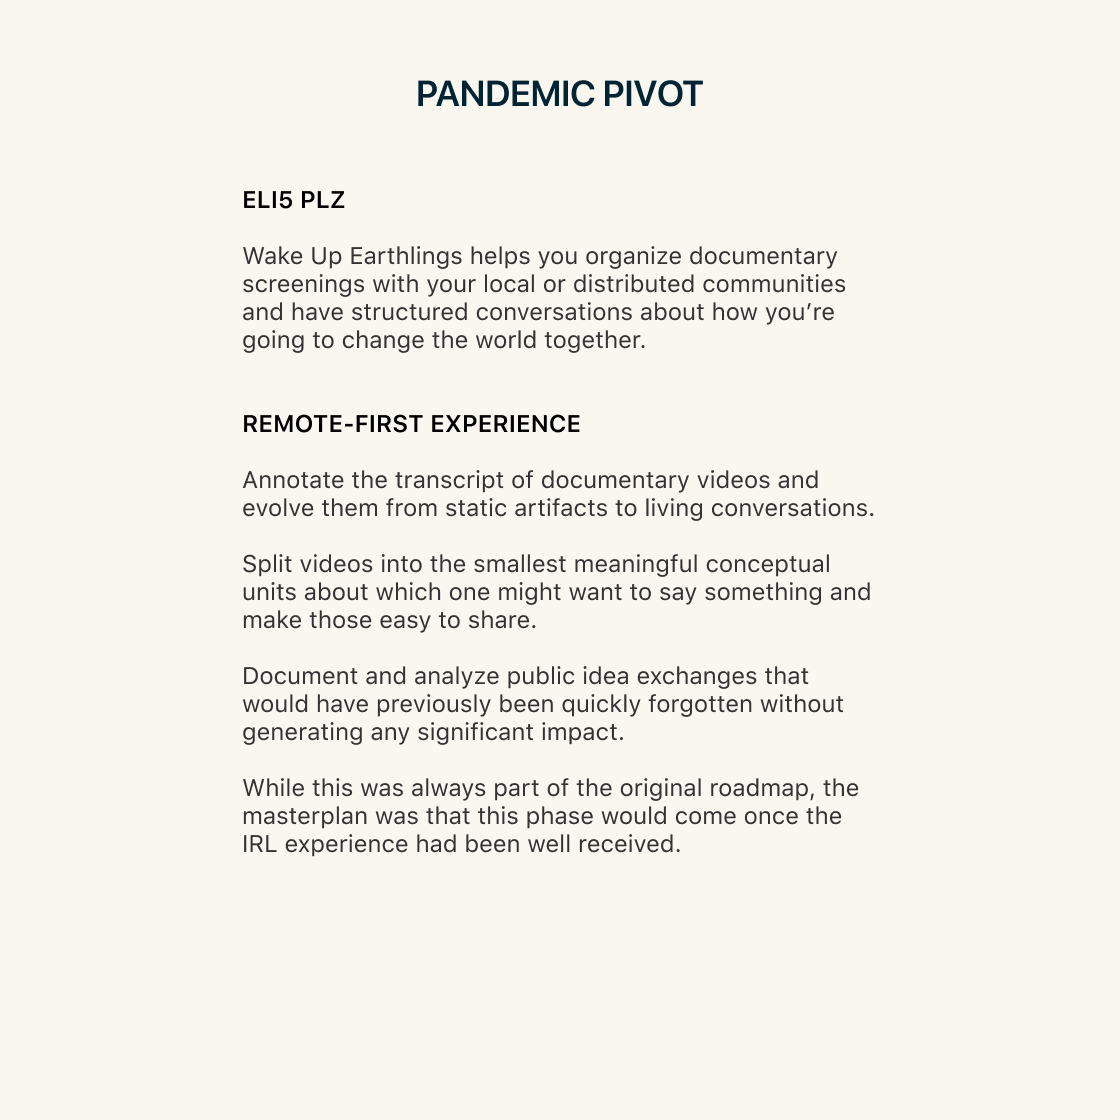 PANDEMIC PIVOT
ELI5 PLZ
Wake Up Earthlings helps you organize documentary
screenings with your local or distributed communities
and have structured conversations about how you’re
going to change the world together.
REMOTE-FIRST EXPERIENCE
Annotate the transcript of documentary videos and
evolve them from static artifacts to living conversations.
Split videos into the smallest meaningful conceptual
units about which one might want to say something and
make those easy to share.
Document and analyze public idea exchanges that
would have previously been quickly forgotten without
generating any significant impact.
While this was always part of the original roadmap, the
masterplan was that this phase would come once the
IRL experience had been well received.